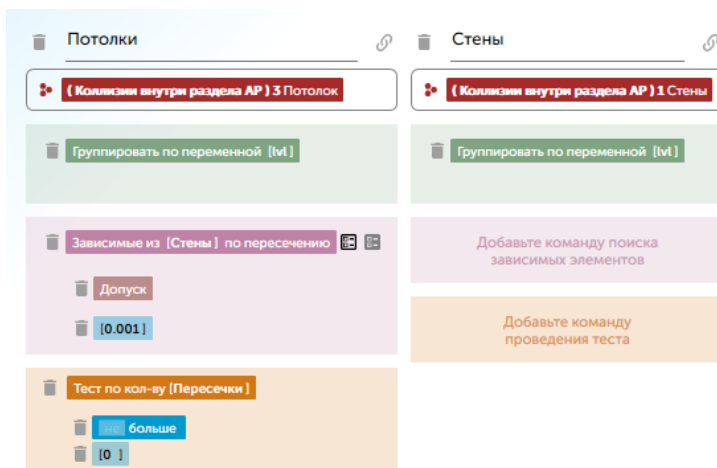 Потолки
( Коллизии внутри раздела АР ) 3 Потолок
Группировать по переменной [lvl]
Зависимые из [Стены] по пересечению
Допуск
[0.001]
Тест по кол-ву [Пересечки]
не больше
[0 ]
Стены
( Коллизии внутри раздела АР ) 1 Стены
Группировать по переменной [lvl]
Добавьте команду поиска
зависимых элементов
Добавьте команду
проведения теста